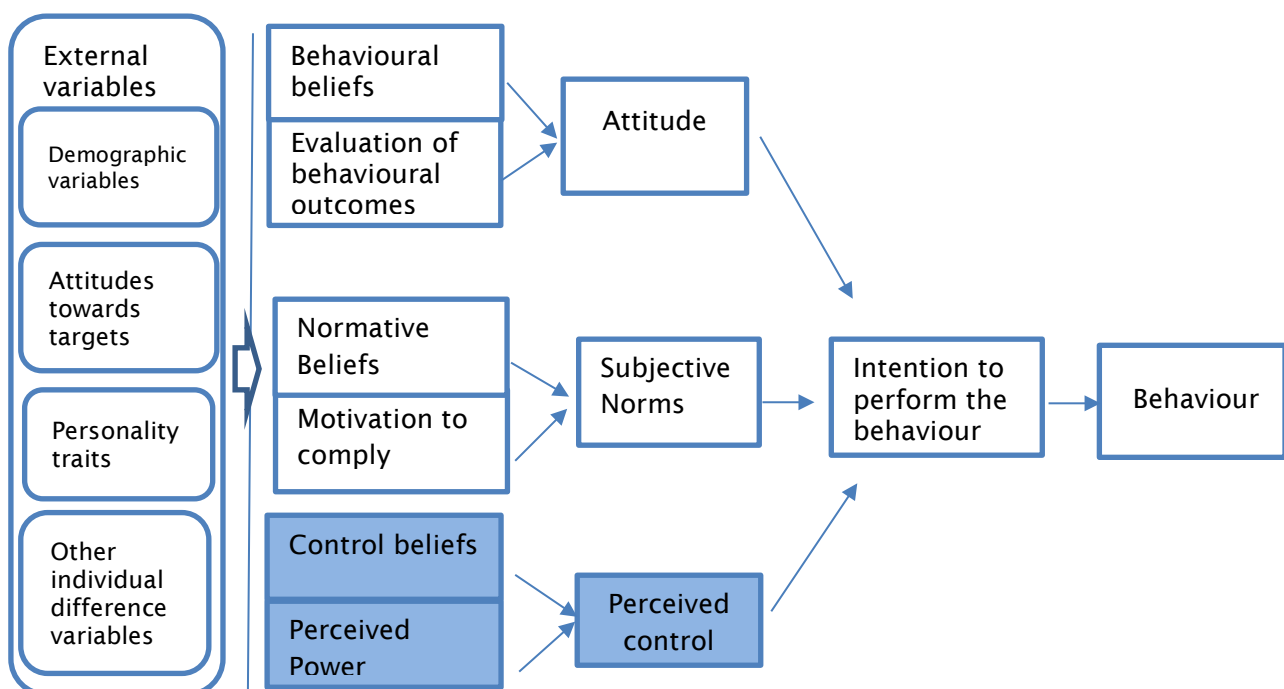 External
variables
Demographic
variables
Attitudes
towards
targets
Personality
traits
Other
individual
difference
variables
Behavioural
beliefs
Evaluation of
behavioural
outcomes
Attitude
Normative
Beliefs
Motivation to
comply
Subjective
Norms
Control beliefs
Perceived
Power
Perceived
control
Intention to
perform the
behaviour
Behaviour